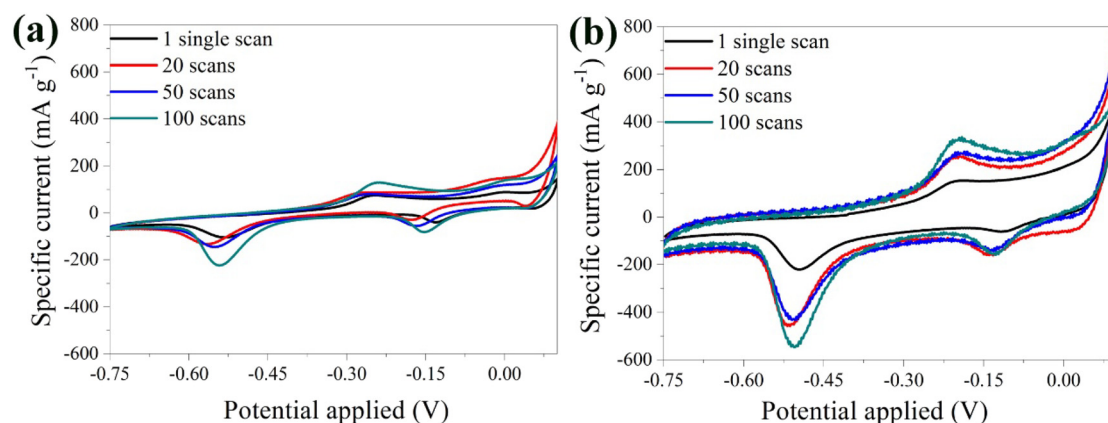 (a)
1 single scan
20 scans
50 scans
100 scans
Specific current (mA g-1)
800
600
400
200
0
-200
-400
-600
-0.75 -0.60 -0.45 -0.30 -0.15 0.00
Potential applied (V)
(b)
1 single scan
20 scans
50 scans
100 scans
Specific current (mA g-1)
800
600
400
200
0
-200
-400
-600
-0.75 -0.60 -0.45 -0.30 -0.15 0.00
Potential applied (V)